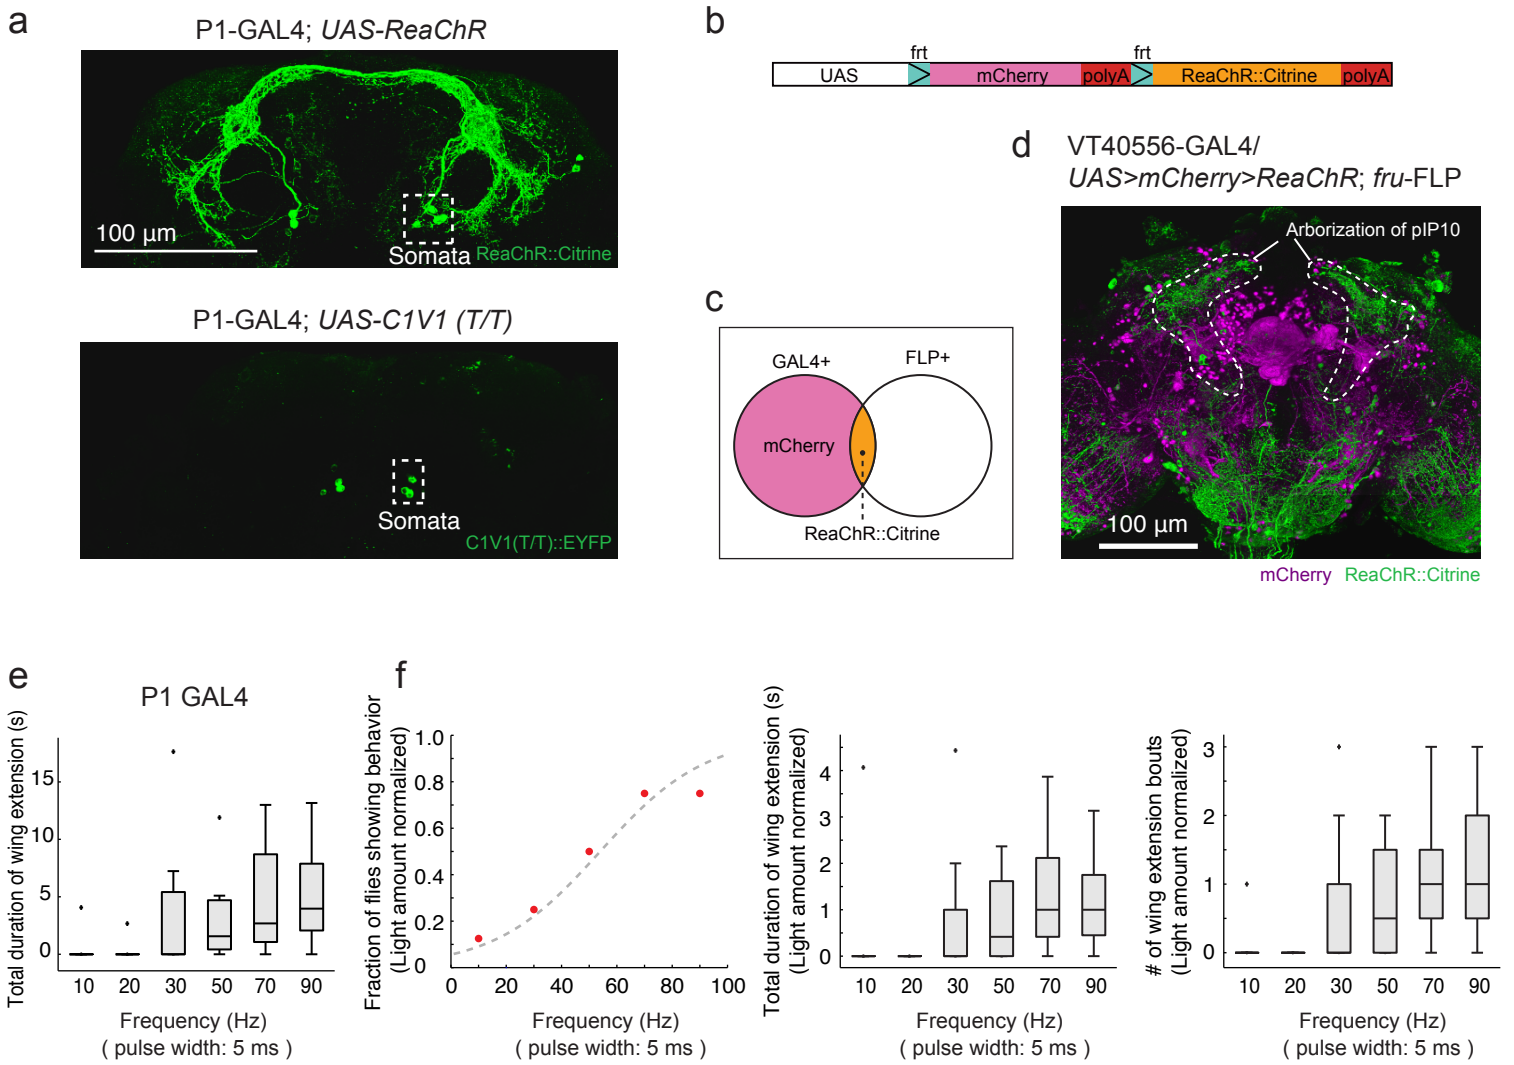 a
P1-GAL4; UAS-ReaChR
100 µm
Somata
ReaChR::Citrine
P1-GAL4; UAS-C1V1 (T/T)
Somata
C1V1(T/T)::EYFP
b
frt
frt
UAS
>
mCherry
polyA
>
ReaChR::Citrine
polyA
c
GAL4+
FLP+
mCherry
ReaChR::Citrine
d
VT40556-GAL4/
UAS>mCherry>ReaChR; fru-FLP
Arborization of pIP10
100 µm
mCherry ReaChR::Citrine
e
P1 GAL4
Total duration of wing extension (s)
15
10
5
0
10 20 30 50 70 90
Frequency (Hz)
( pulse width: 5 ms )
f
Fraction of flies showing behavior
(Light amount normalized)
1.0
0.8
0.6
0.4
0.2
0
0 20 40 60 80 100
Frequency (Hz)
( pulse width: 5 ms )
Total duration of wing extension (s)
(Light amount normalized)
4
3
2
1
0
10 20 30 50 70 90
Frequency (Hz)
( pulse width: 5 ms )
# of wing extension bouts
(Light amount normalized)
3
2
1
0
10 20 30 50 70 90
Frequency (Hz)
( pulse width: 5 ms )